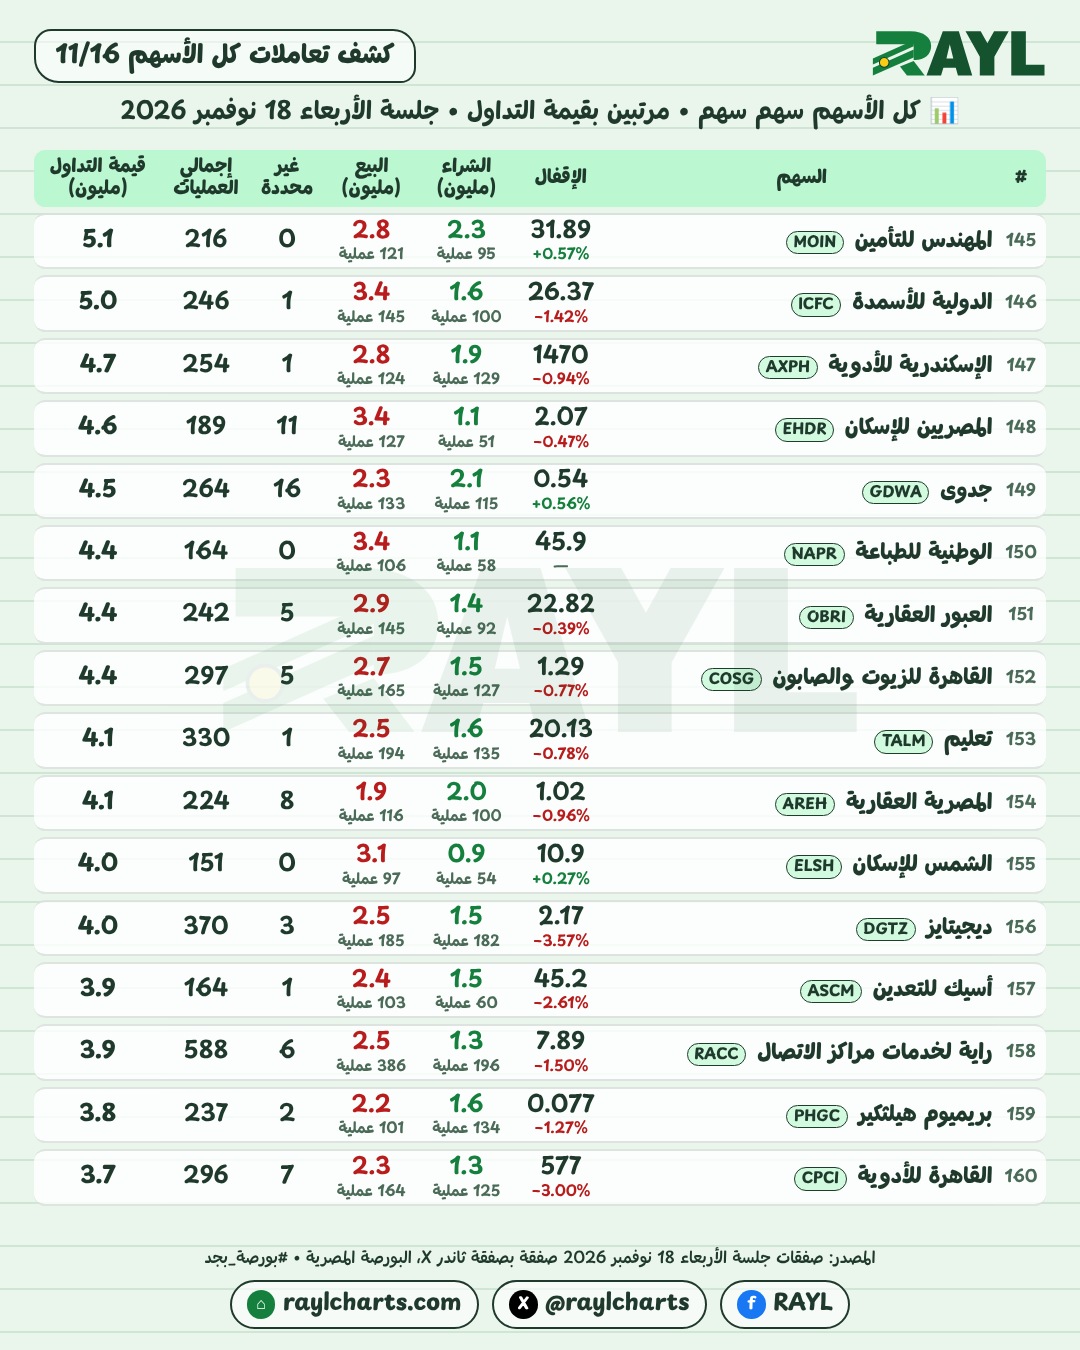 RAYL
كشف تعاملات كل الأسهم 11/16
📊 كل الأسهم سهم سهم • مرتبين بقيمة التداول • جلسة الأربعاء 18 نوفمبر 2026
# السهم الإقفال الشراء (مليون) البيع (مليون) غير محددة إجمالي العمليات قيمة التداول (مليون)
145 المهندس للتأمين MOIN 31.89 2.3 2.8 0 216 5.1
+0.57% 95 عملية 121 عملية
146 الدولية للأسمدة ICFC 26.37 1.6 3.4 1 246 5.0
-1.42% 100 عملية 145 عملية
147 الإسكندرية للأدوية AXPH 1470 1.9 2.8 1 254 4.7
-0.94% 129 عملية 124 عملية
148 المصريين للإسكان EHDR 2.07 1.1 3.4 11 189 4.6
-0.47% 51 عملية 127 عملية
149 جدوى GDWA 0.54 2.1 2.3 16 264 4.5
+0.56% 115 عملية 133 عملية
150 الوطنية للطباعة NAPR 45.9 1.1 3.4 0 164 4.4
— 58 عملية 106 عملية
151 العبور العقارية OBRI 22.82 1.4 2.9 5 242 4.4
-0.39% 92 عملية 145 عملية
152 القاهرة للزيوت والصابون COSG 1.29 1.5 2.7 5 297 4.4
-0.77% 127 عملية 165 عملية
153 تعليم TALM 20.13 1.6 2.5 1 330 4.1
-0.78% 135 عملية 194 عملية
154 المصرية العقارية AREH 1.02 2.0 1.9 8 224 4.1
-0.96% 100 عملية 116 عملية
155 الشمس للإسكان ELSH 10.9 0.9 3.1 0 151 4.0
+0.27% 54 عملية 97 عملية
156 ديجيتايز DGTZ 2.17 1.5 2.5 3 370 4.0
-3.57% 182 عملية 185 عملية
157 أسيك للتعدين ASCM 45.2 1.5 2.4 1 164 3.9
-2.61% 60 عملية 103 عملية
158 راية لخدمات مراكز الاتصال RACC 7.89 1.3 2.5 6 588 3.9
-1.50% 196 عملية 386 عملية
159 بريميوم هيلثكير PHGC 0.077 1.6 2.2 2 237 3.8
-1.27% 134 عملية 101 عملية
160 القاهرة للأدوية CPCI 577 1.3 2.3 7 296 3.7
-3.00% 125 عملية 164 عملية
المصدر: صفقات جلسة الأربعاء 18 نوفمبر 2026 صفقة بصفقة ثاندر X، البورصة المصرية • #بورصة_بجد
raylcharts.com @raylcharts RAYL